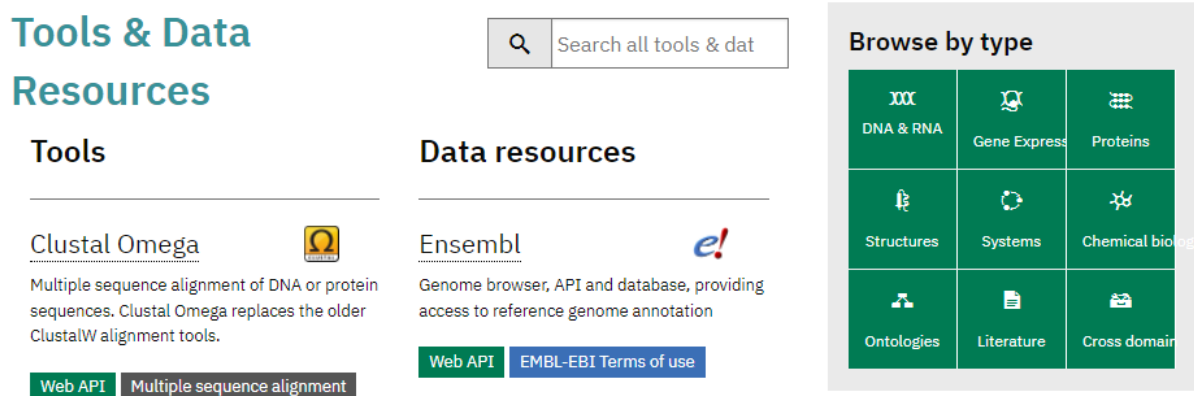 Tools & Data
Resources
Search all tools & dat
Tools
Clustal Omega
Ω
CLUSTAL
Multiple sequence alignment of DNA or protein
sequences. Clustal Omega replaces the older
ClustalW alignment tools.
Web API Multiple sequence alignment
Data resources
Ensembl
e!
Genome browser, API and database, providing
access to reference genome annotation
Web API EMBL-EBI Terms of use
Browse by type
DNA & RNA Gene Express Proteins
Structures Systems Chemical biolog
Ontologies Literature Cross domain